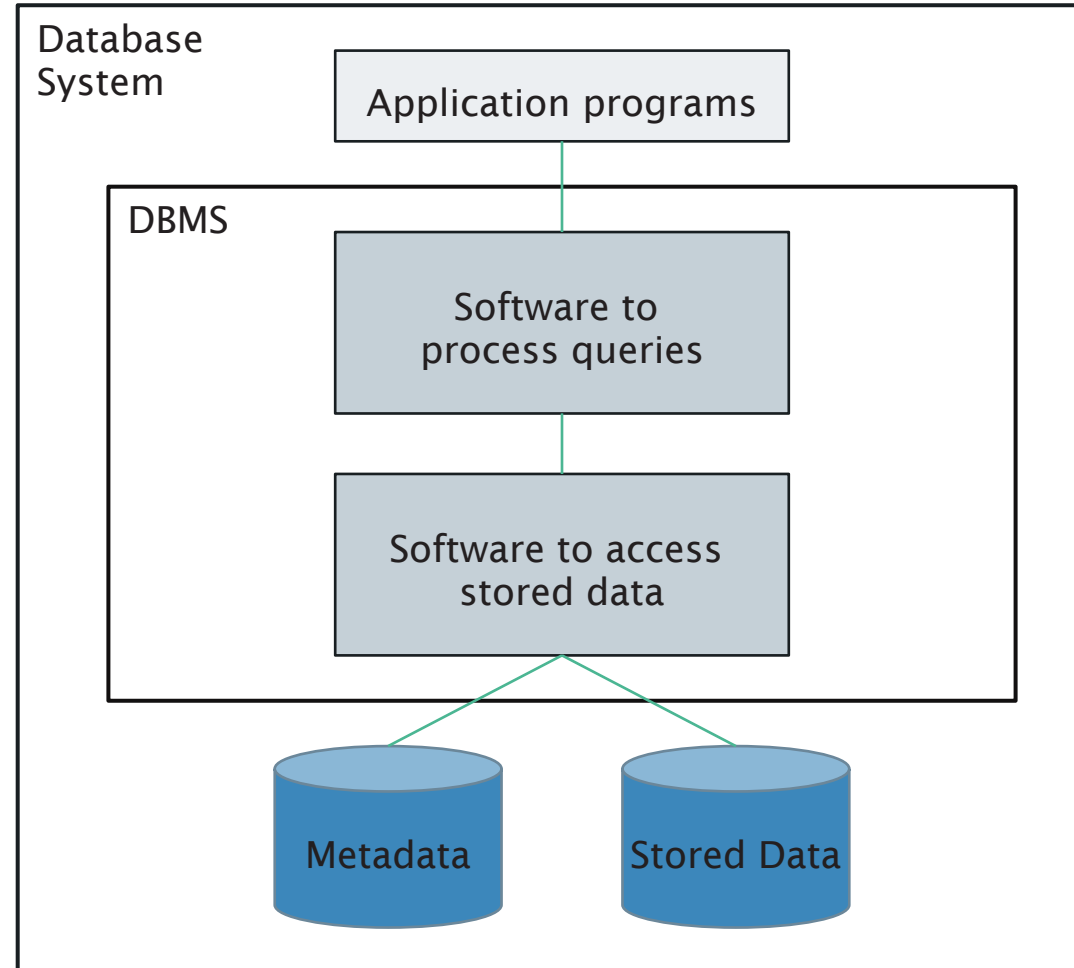 Database
System
Application programs
DBMS
Software to
process queries
Software to access
stored data
Metadata
Stored Data